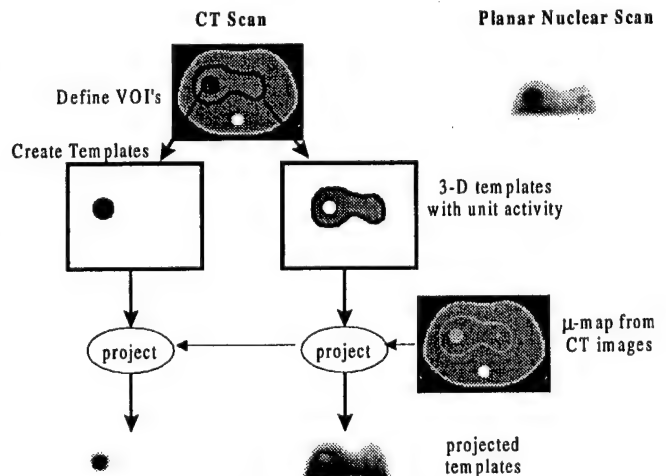 CT Scan
Planar Nuclear Scan
Define VOI's
Create Templates
3-D templates
with unit activity
project
project
μ-map from
CT images
projected
templates